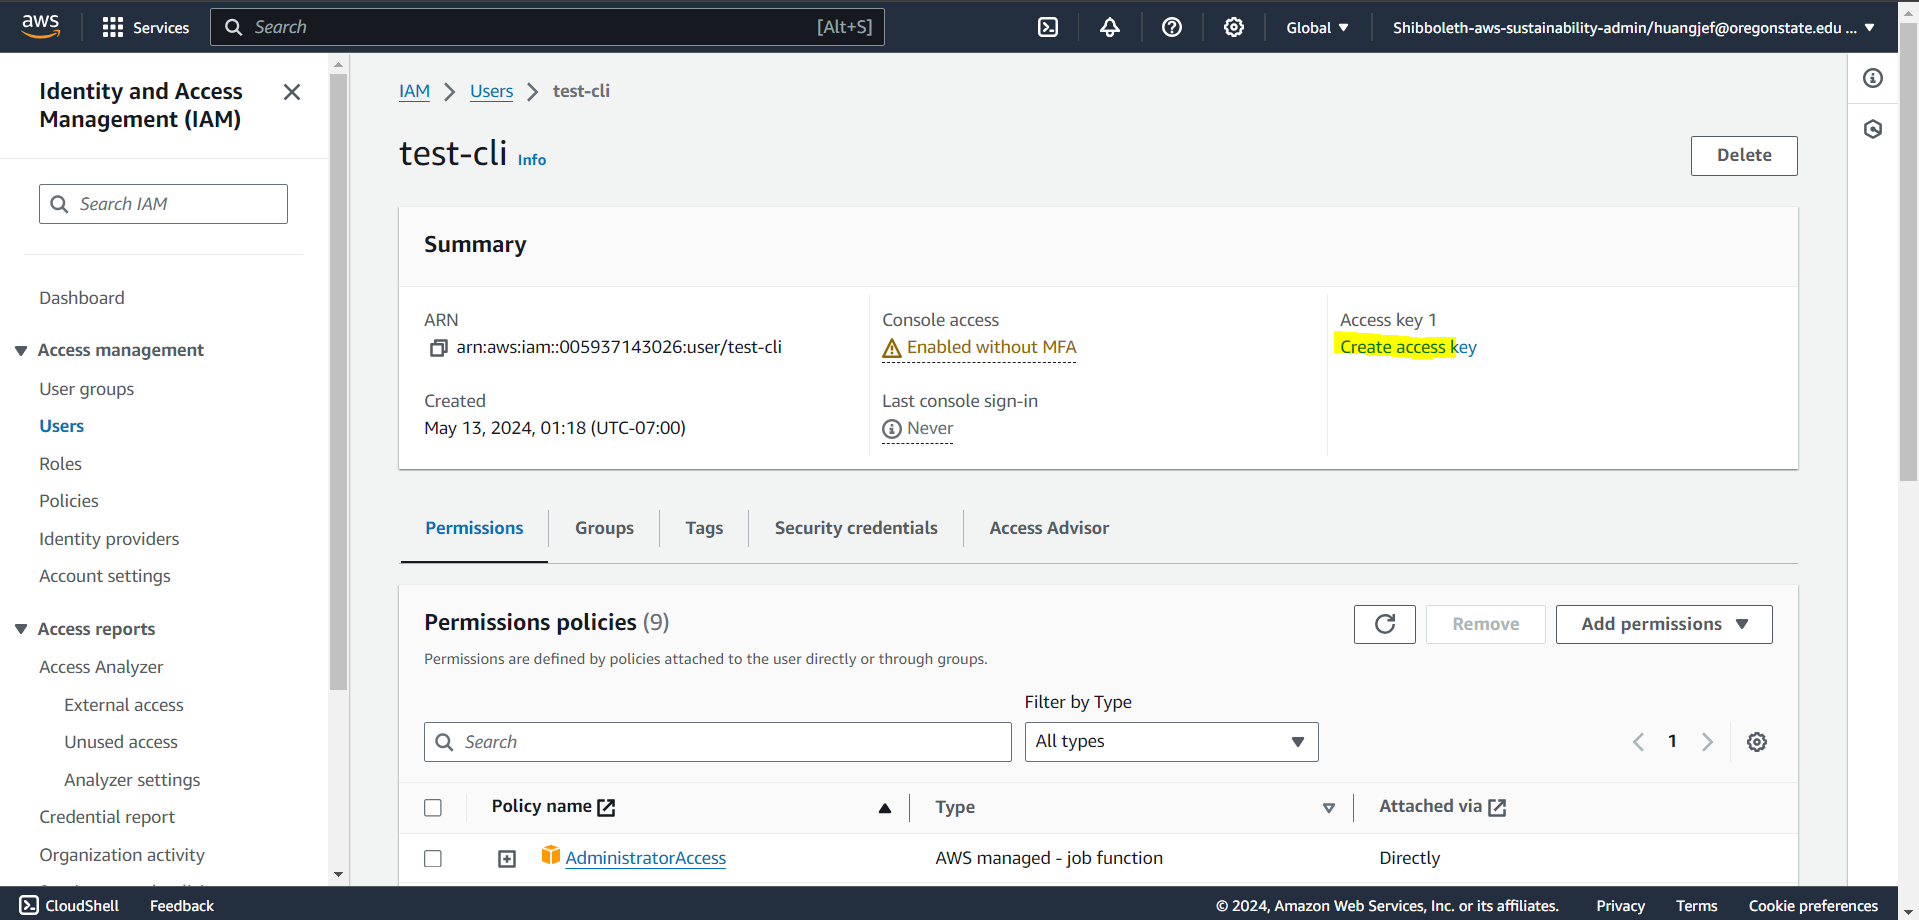 aws
Services
Search
[Alt+S]
Global
Shibboleth-aws-sustainability-admin/huangjef@oregonstate.edu ...
Identity and Access
Management (IAM)
Search IAM
Dashboard
Access management
User groups
Users
Roles
Policies
Identity providers
Account settings
Access reports
Access Analyzer
External access
Unused access
Analyzer settings
Credential report
Organization activity
IAM > Users > test-cli
test-cli Info
Delete
Summary
ARN
arn:aws:iam::005937143026:user/test-cli
Created
May 13, 2024, 01:18 (UTC-07:00)
Console access
Enabled without MFA
Last console sign-in
Never
Access key 1
Create access key
Permissions
Groups
Tags
Security credentials
Access Advisor
Permissions policies (9)
Permissions are defined by policies attached to the user directly or through groups.
Remove
Add permissions
Filter by Type
Search
All types
1
Policy name
Type
Attached via
AdministratorAccess
AWS managed - job function
Directly
CloudShell
Feedback
© 2024, Amazon Web Services, Inc. or its affiliates.
Privacy
Terms
Cookie preferences